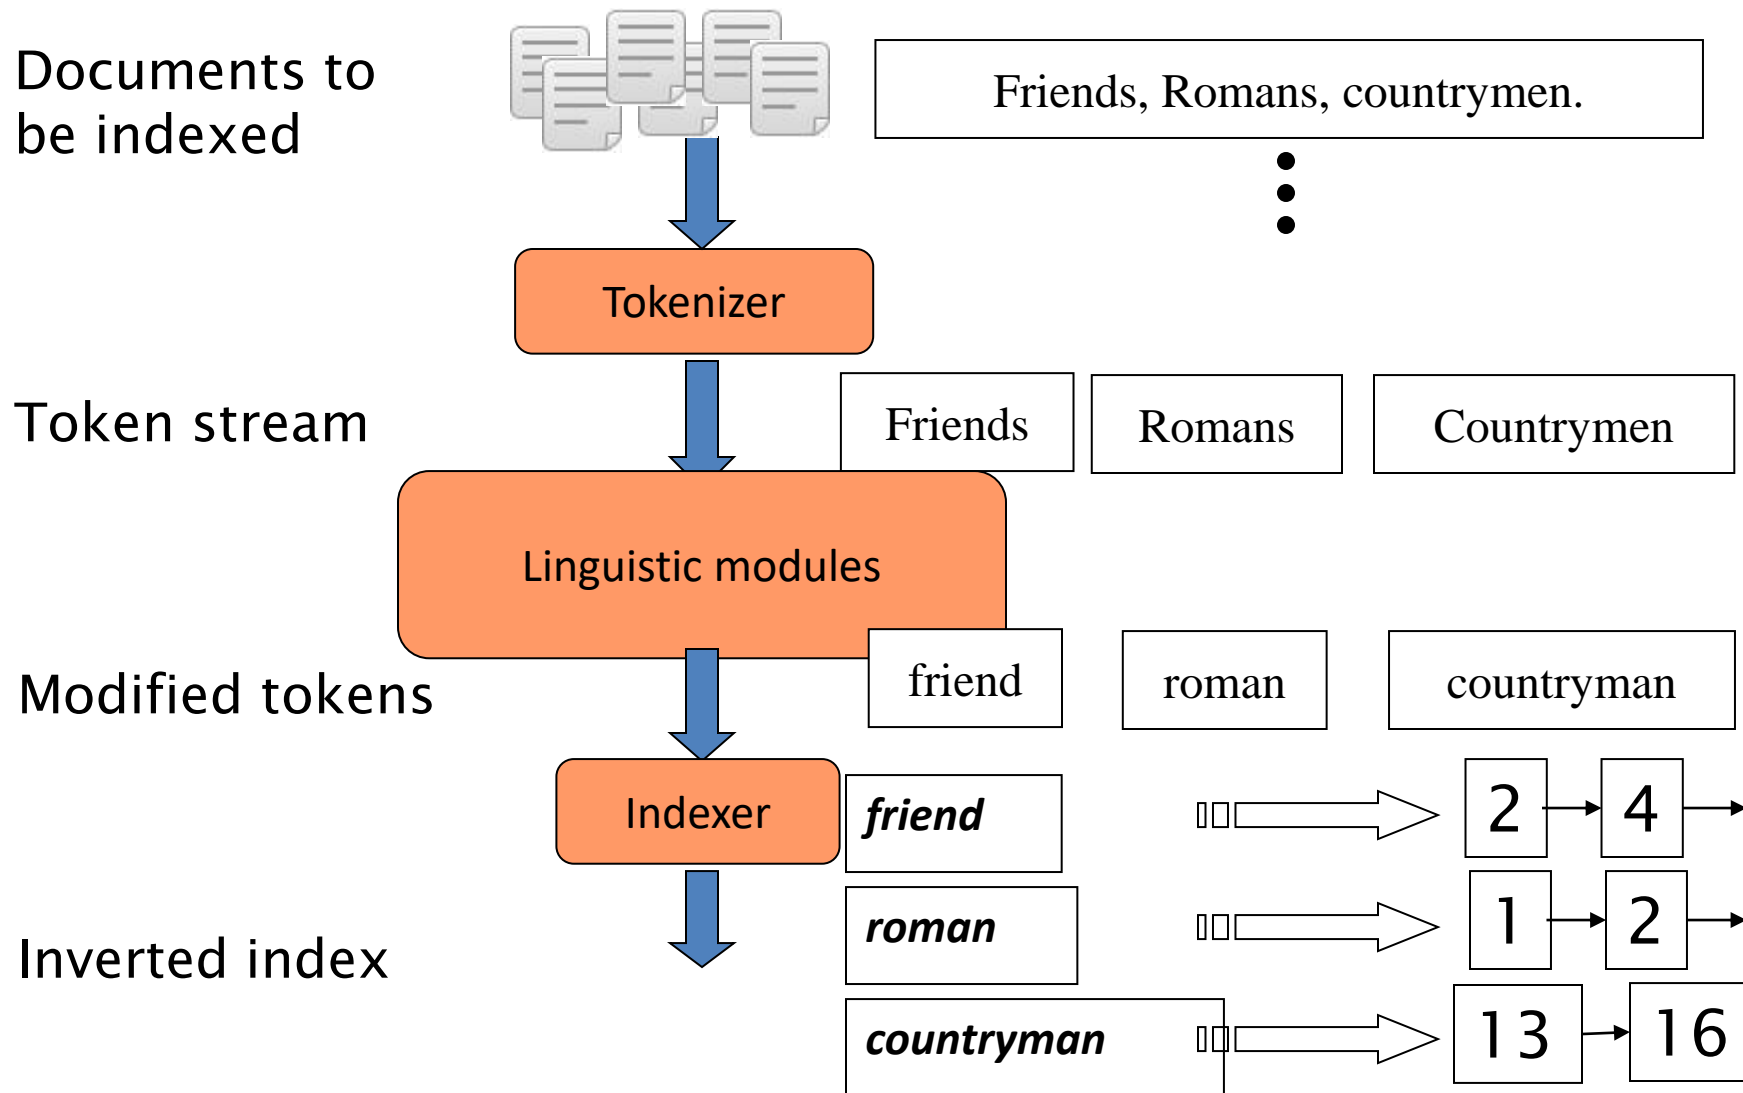 Documents to
be indexed
Friends, Romans, countrymen.
Tokenizer
Token stream
Friends
Romans
Countrymen
Linguistic modules
Modified tokens
friend
roman
countryman
Indexer
friend
2
4
roman
1
2
Inverted index
countryman
13
16